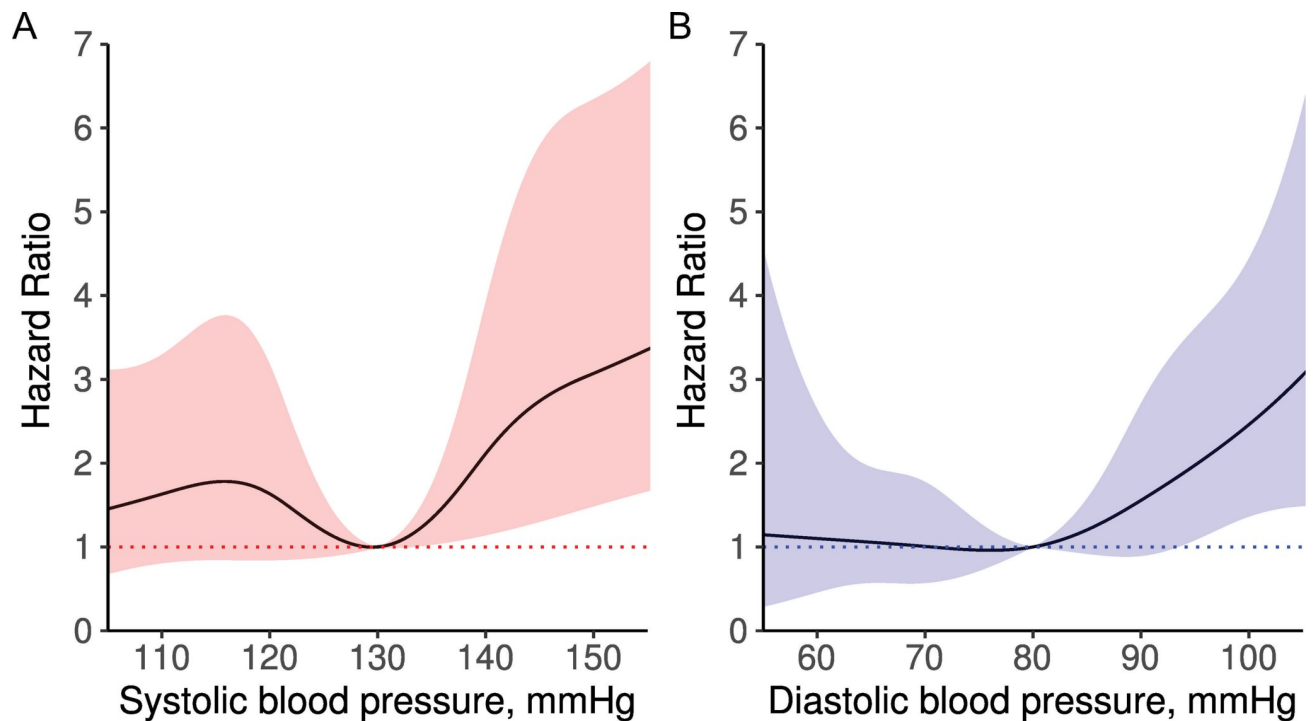 A
7
6
5
4
3
2
1
0
Hazard Ratio
110 120 130 140 150
Systolic blood pressure, mmHg
B
7
6
5
4
3
2
1
0
Hazard Ratio
60 70 80 90 100
Diastolic blood pressure, mmHg